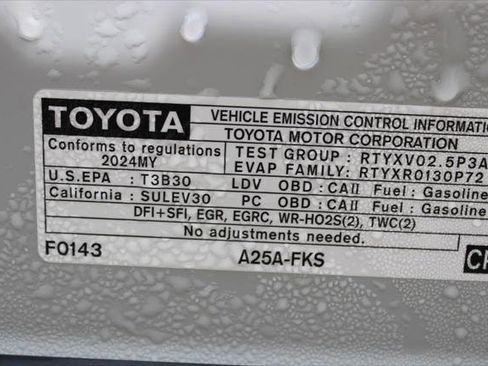 TOYOTA
VEHICLE EMISSION CONTROL INFORMATION
TOYOTA MOTOR CORPORATION
Conforms to regulations
2024MY
TEST GROUP : RTYXV02.5P3A
EVAP FAMILY: RTYXR0130P72
U.S.EPA : T3B30 LDV OBD : CAII Fuel : Gasoline
California : SULEV30 PC OBD : CAII Fuel : Gasoline
DFI+SFI, EGR, EGRC, WR-HO2S(2), TWC(2)
No adjustments needed.
F0143 A25A-FKS